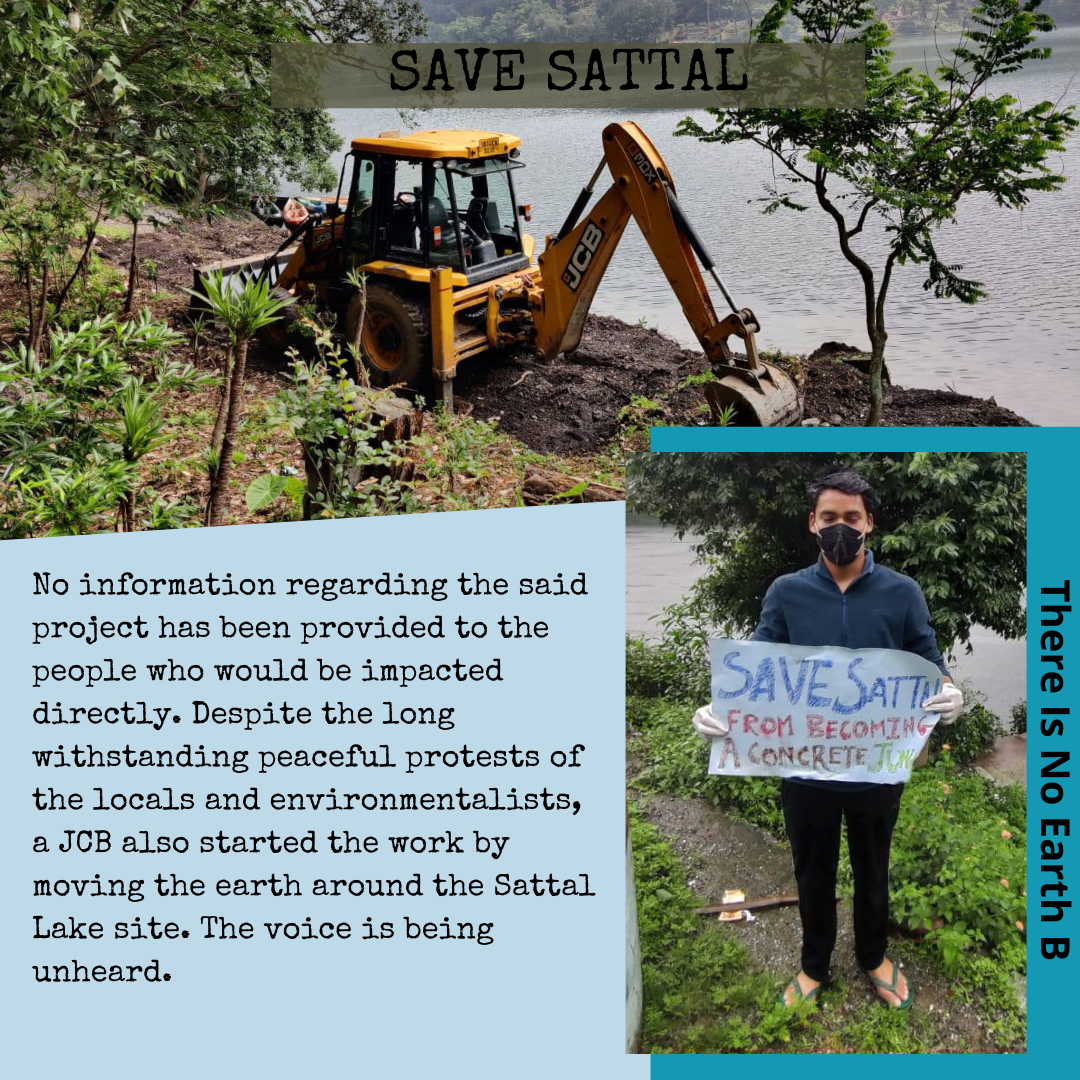 SAVE SATTAL
JCB
No information regarding the said
project has been provided to the
people who would be impacted
directly. Despite the long
withstanding peaceful protests of
the locals and environmentalists,
a JCB also started the work by
moving the earth around the Sattal
Lake site. The voice is being
unheard.
SAVE SATTA
FROM BECOMING
A CONCRETE JUN
There Is No Earth B